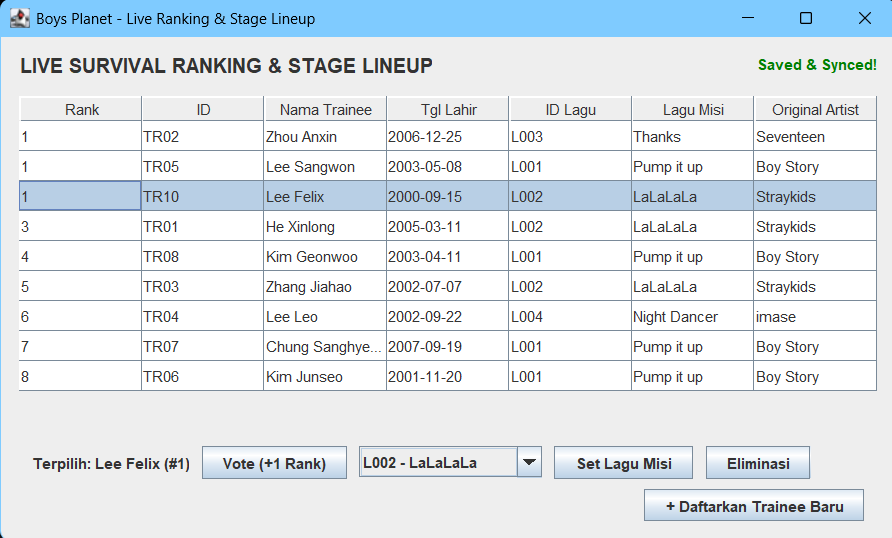 Boys Planet - Live Ranking & Stage Lineup
LIVE SURVIVAL RANKING & STAGE LINEUP
Saved & Synced!
Rank ID Nama Trainee Tgl Lahir ID Lagu Lagu Misi Original Artist
1 TR02 Zhou Anxin 2006-12-25 L003 Thanks Seventeen
1 TR05 Lee Sangwon 2003-05-08 L001 Pump it up Boy Story
1 TR10 Lee Felix 2000-09-15 L002 LaLaLaLa Straykids
3 TR01 He Xinlong 2005-03-11 L002 LaLaLaLa Straykids
4 TR08 Kim Geonwoo 2003-04-11 L001 Pump it up Boy Story
5 TR03 Zhang Jiahao 2002-07-07 L002 LaLaLaLa Straykids
6 TR04 Lee Leo 2002-09-22 L004 Night Dancer imase
7 TR07 Chung Sanghye... 2007-09-19 L001 Pump it up Boy Story
8 TR06 Kim Junseo 2001-11-20 L001 Pump it up Boy Story
Terpilih: Lee Felix (#1) Vote (+1 Rank) L002 - LaLaLaLa Set Lagu Misi Eliminasi
+ Daftarkan Trainee Baru